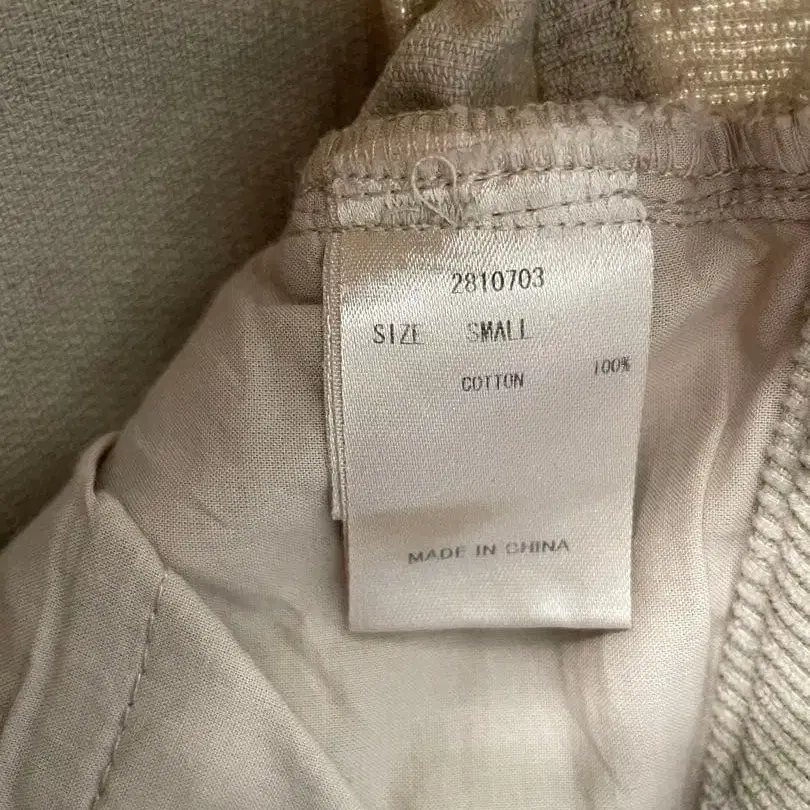 2810703
SIZE SMALL
COTTON 100%
MADE IN CHINA